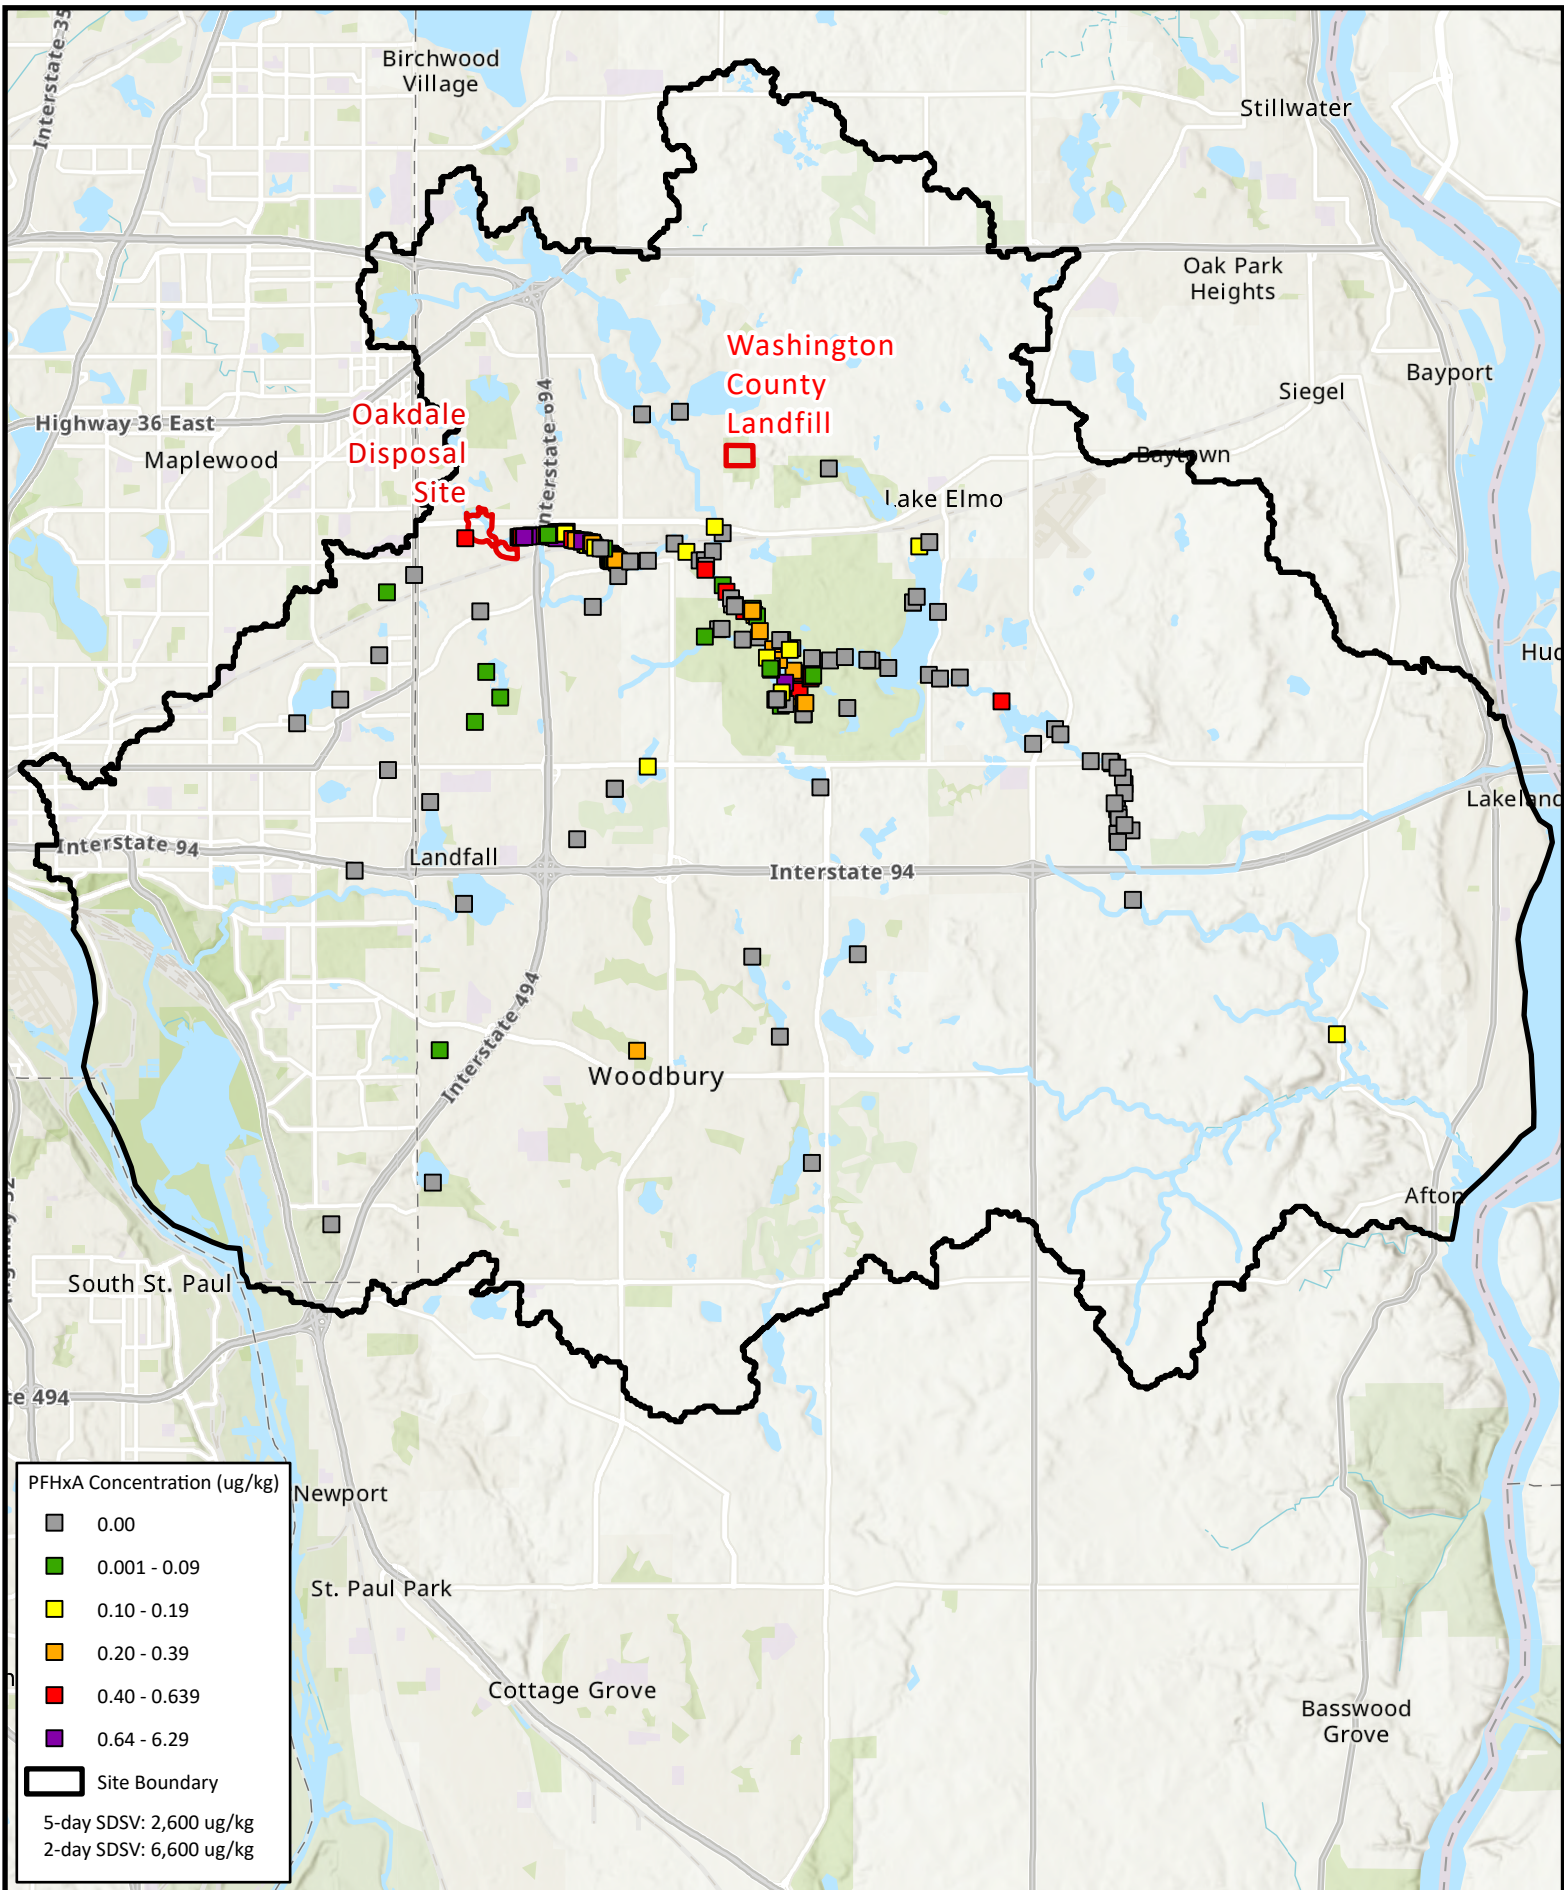 Interstate 35
Birchwood
Village
Stillwater
Oak Park
Heights
Bayport
Siegel
Washington
County
Landfill
Interstate 694
Oakdale
Disposal
Site
Highway 36 East
Maplewood
Baytown
Lake Elmo
Lakeland
Interstate 94
Landfall
Interstate 94
Interstate 494
Woodbury
Afton
South St. Paul
te 494
Newport
St. Paul Park
Cottage Grove
Basswood
Grove
PFHxA Concentration (ug/kg)
0.00
0.001 - 0.09
0.10 - 0.19
0.20 - 0.39
0.40 - 0.639
0.64 - 6.29
Site Boundary
5-day SDSV: 2,600 ug/kg
2-day SDSV: 6,600 ug/kg